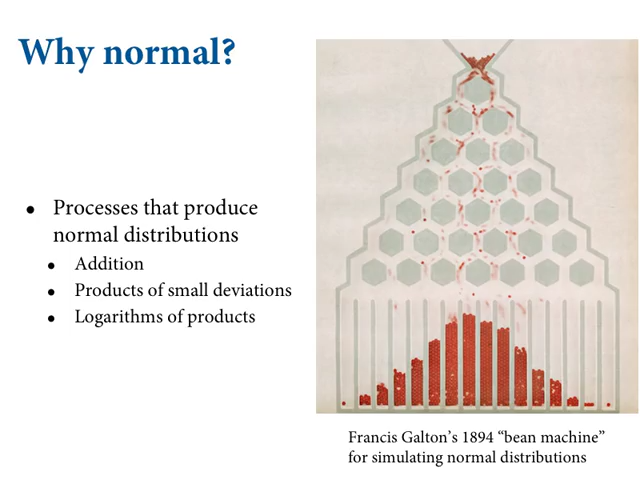 Why normal?
• Processes that produce
normal distributions
• Addition
• Products of small deviations
• Logarithms of products
Francis Galton’s 1894 “bean machine”
for simulating normal distributions